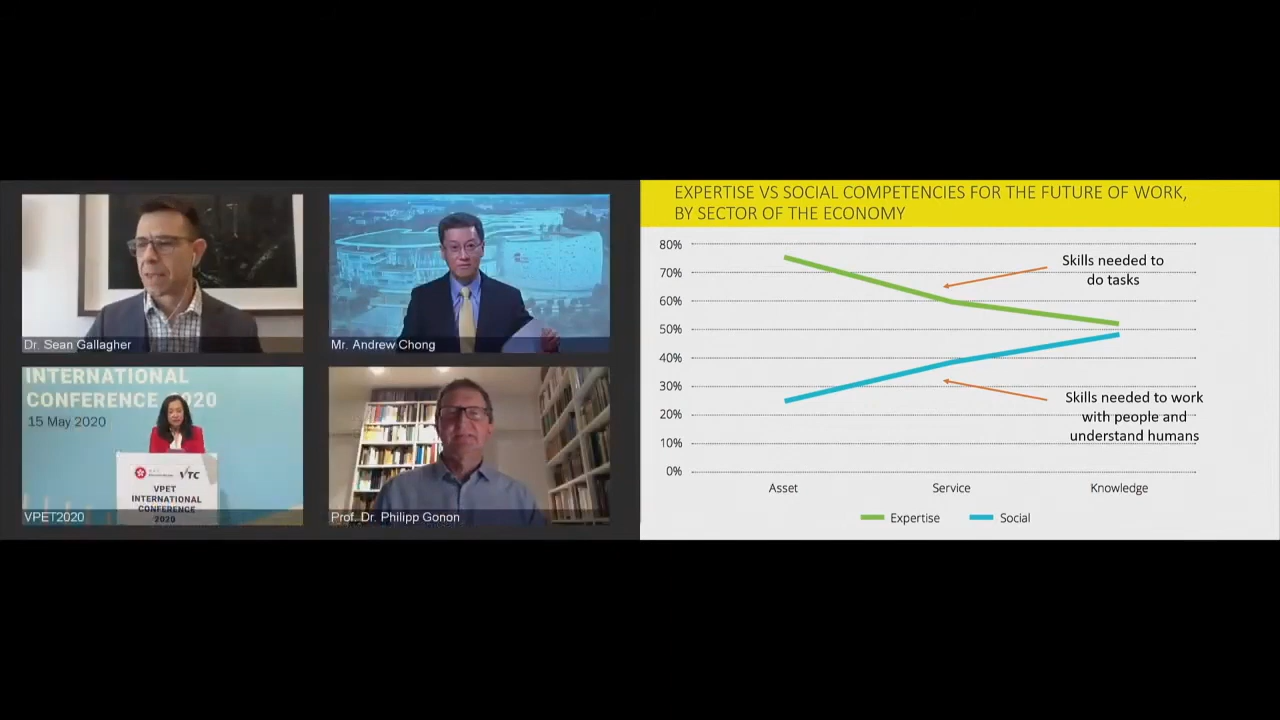 Dr. Sean Gallagher
Mr. Andrew Chong
INTERNATIONAL
CONFERENCE 2020
15 May 2020
VTC
VPET
INTERNATIONAL
CONFERENCE
2020
VPET2020
Prof. Dr. Philipp Gonon
EXPERTISE VS SOCIAL COMPETENCIES FOR THE FUTURE OF WORK,
BY SECTOR OF THE ECONOMY
80%
70%
60%
50%
40%
30%
20%
10%
0%
Skills needed to
do tasks
Skills needed to work
with people and
understand humans
Asset
Service
Knowledge
Expertise
Social